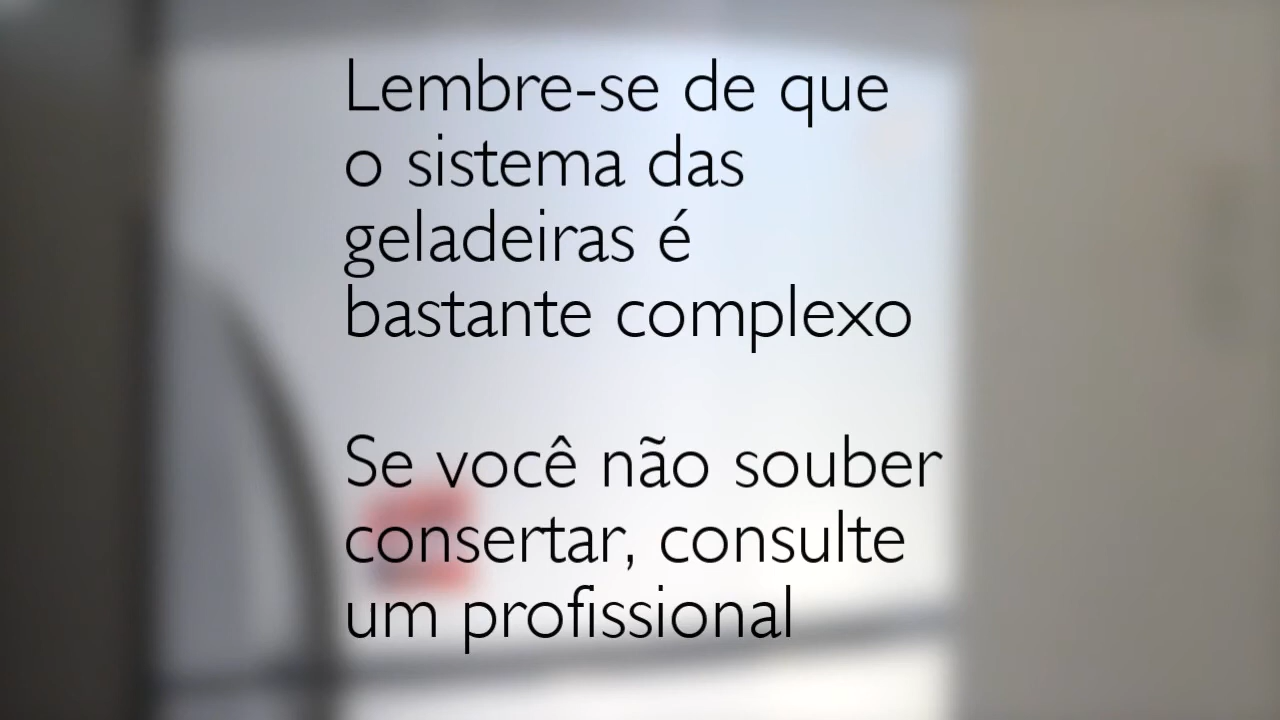 Lembre-se de que
o sistema das
geladeiras é
bastante complexo
Se você não souber
consertar, consulte
um profissional